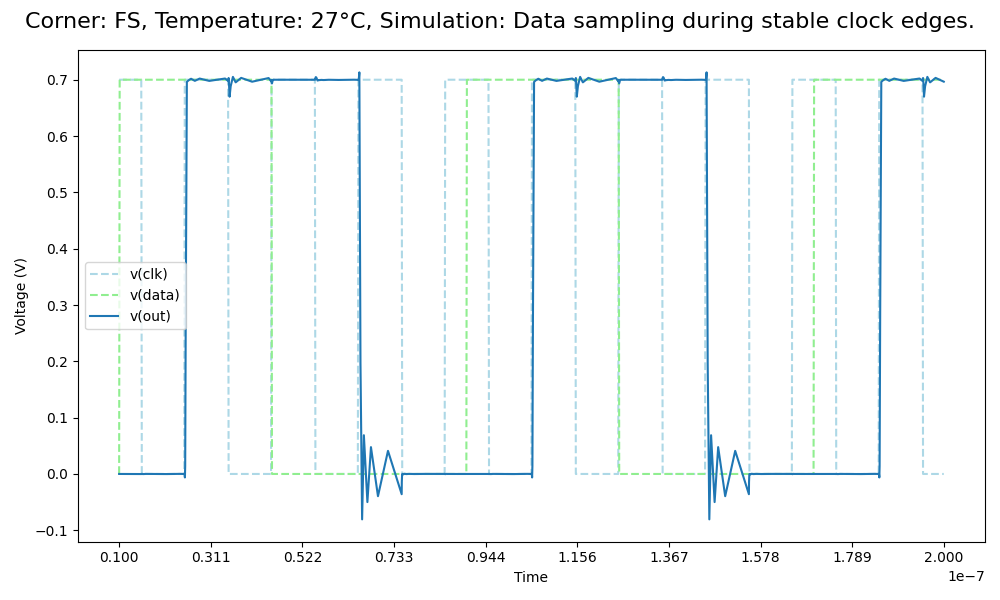 Corner: FS, Temperature: 27°C, Simulation: Data sampling during stable clock edges.
Voltage (V)
0.7
0.6
0.5
0.4
0.3
0.2
0.1
0.0
−0.1
v(clk)
v(data)
v(out)
0.100 0.311 0.522 0.733 0.944 1.156 1.367 1.578 1.789 2.000
Time
1e−7